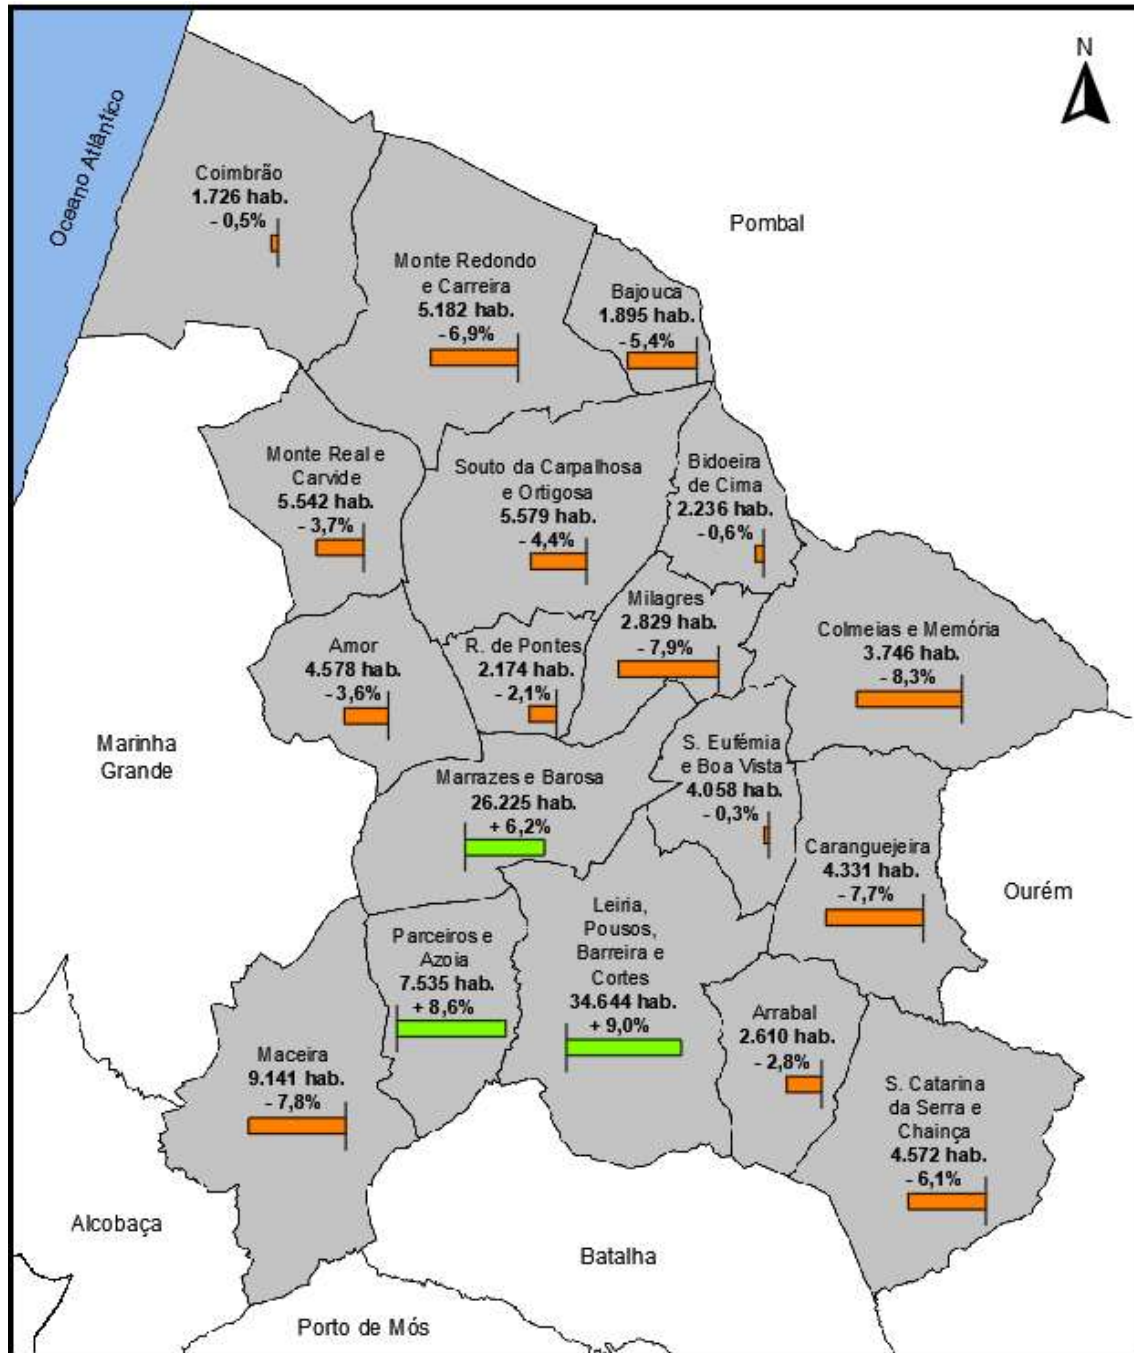 N
Oceano Atlântico
Coimbrão
1.726 hab.
- 0,5%
Pombal
Monte Redondo
e Carreira
5.182 hab.
- 6,9%
Bajouca
1.895 hab.
- 5,4%
Monte Real e
Carvide
5.542 hab.
- 3,7%
Souto da Carpalhosa
e Ortigosa
5.579 hab.
- 4,4%
Bidoeira
de Cima
2.236 hab.
- 0,6%
Milagres
2.829 hab.
- 7,9%
Colmeias e Memória
3.746 hab.
- 8,3%
Amor
4.578 hab.
- 3,6%
R. de Pontes
2.174 hab.
- 2,1%
Marinha
Grande
S. Eufémia
e Boa Vista
4.058 hab.
- 0,3%
Marrazes e Barosa
26.225 hab.
+ 6,2%
Caranguejeira
4.331 hab.
- 7,7%
Ourém
Leiria,
Pousos,
Barreira e
Cortes
34.644 hab.
+ 9,0%
Parceiros e
Azoia
7.535 hab.
+ 8,6%
Arrabal
2.610 hab.
- 2,8%
Maceira
9.141 hab.
- 7,8%
S. Catarina
da Serra e
Chainça
4.572 hab.
- 6,1%
Alcobaça
Batalha
Porto de Mós